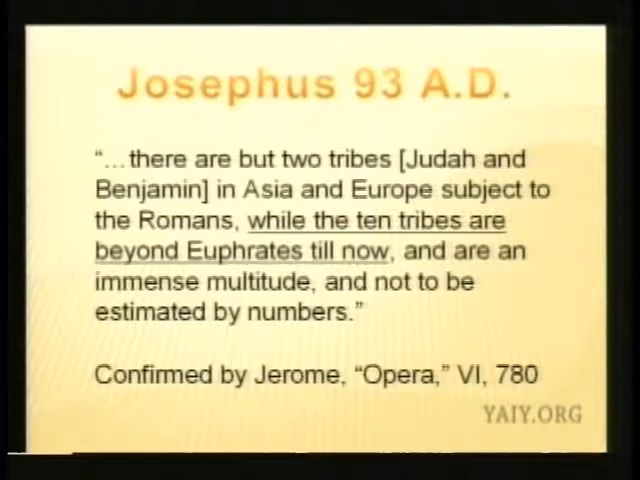 Josephus 93 A.D.
“...there are but two tribes [Judah and
Benjamin] in Asia and Europe subject to
the Romans, while the ten tribes are
beyond Euphrates till now, and are an
immense multitude, and not to be
estimated by numbers.”
Confirmed by Jerome, “Opera,” VI, 780
YAIY.ORG